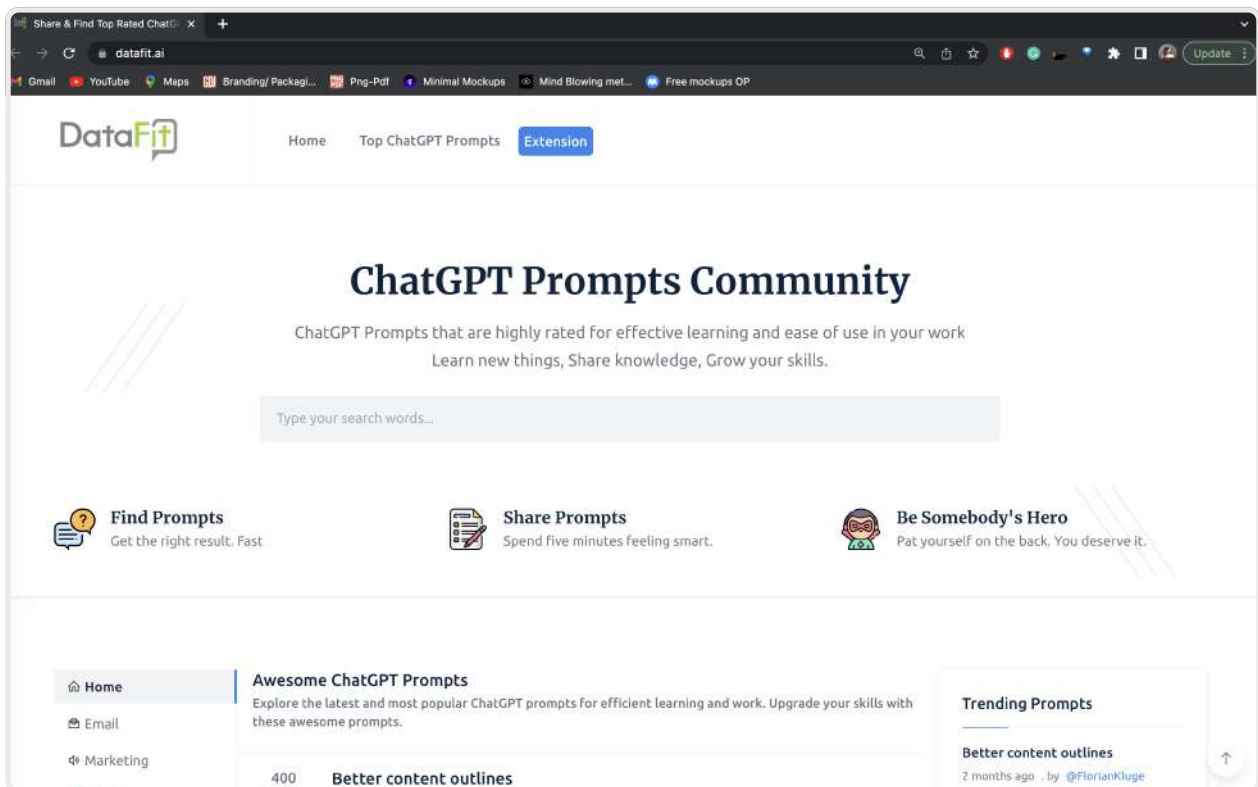 Share & Find Top Rated ChatG
datafit.ai
Update
Gmail YouTube Maps Branding/ Packagi... Png-Pdf Minimal Mockups Mind Blowing met... Free mockups OP
DataFit
Home Top ChatGPT Prompts Extension
ChatGPT Prompts Community
ChatGPT Prompts that are highly rated for effective learning and ease of use in your work
Learn new things, Share knowledge, Grow your skills.
Type your search words...
Find Prompts
Get the right result. Fast
Share Prompts
Spend five minutes feeling smart.
Be Somebody's Hero
Pat yourself on the back. You deserve it.
Home
Email
Marketing
Awesome ChatGPT Prompts
Explore the latest and most popular ChatGPT prompts for efficient learning and work. Upgrade your skills with
these awesome prompts.
400 Better content outlines
Trending Prompts
Better content outlines
2 months ago . by @FlorianKluge